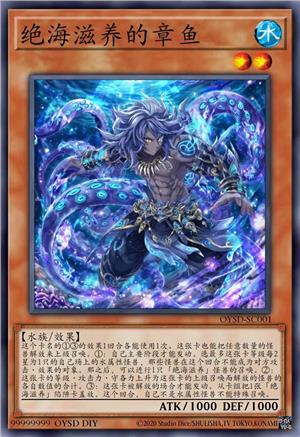 绝海滋养的章鱼
水
OYSD-SC001
【水族/效果】
这个卡名的①③的效果1回合各能使用1次。这张卡也能把任意数量的怪
兽解放来上级召唤。①：自己主要阶段才能发动。选最多这张卡等级每2
星为1只的自己场上的水属性怪兽，那些怪兽在这个回合不能成为对方攻
击·效果的对象。那之后，可以进行1只「绝海滋养」怪兽的召唤。②：
这张卡的等级·攻击力·守备力上升为这张卡的上级召唤而解放的怪兽的
各自数值的合计。③：这张卡被解放的场合才能发动。从卡组把1张「绝
海滋养」陷阱卡盖放。这个回合，自己不是水属性怪兽不能特殊召唤。
ATK/1000 DEF/1000
99999999 OYSD DIY ©2020 Studio Dice/SHUEISHA,TV TOKYO,KONAMI